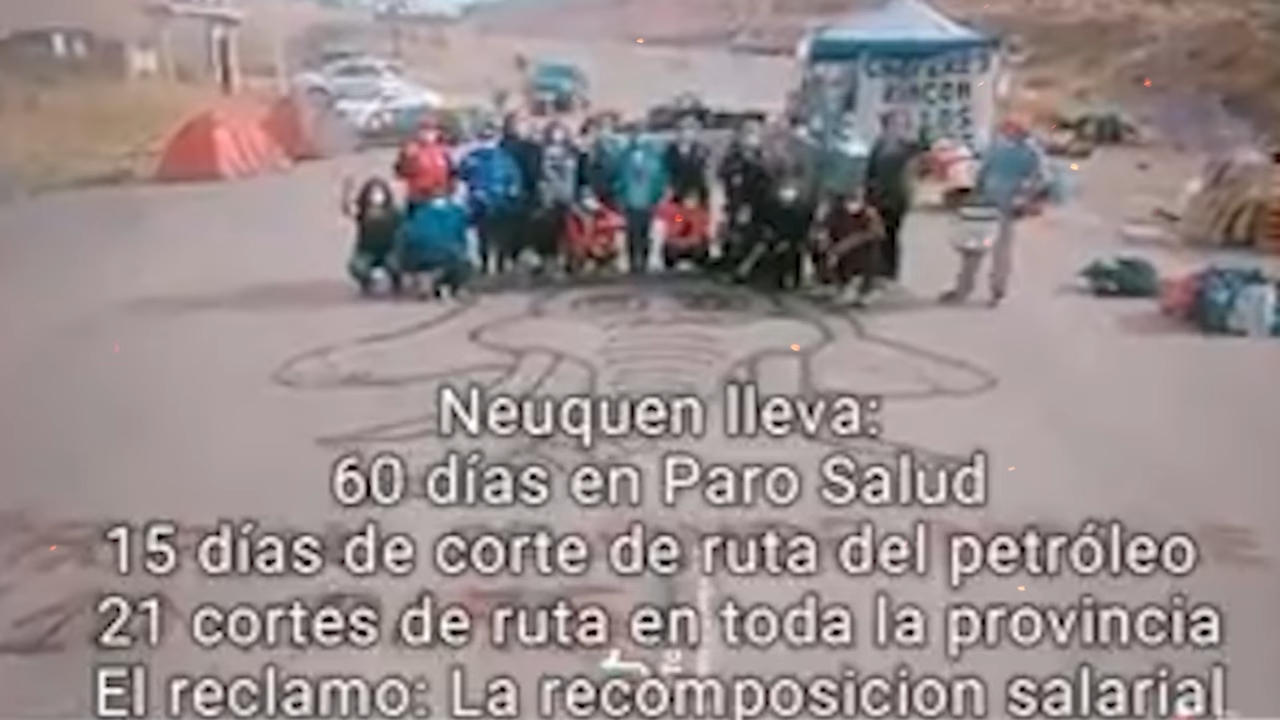 RINCON
Neuquen lleva:
60 días en Paro Salud
15 días de corte de ruta del petróleo
21 cortes de ruta en toda la provincia
El reclamo: La recomposicion salarial